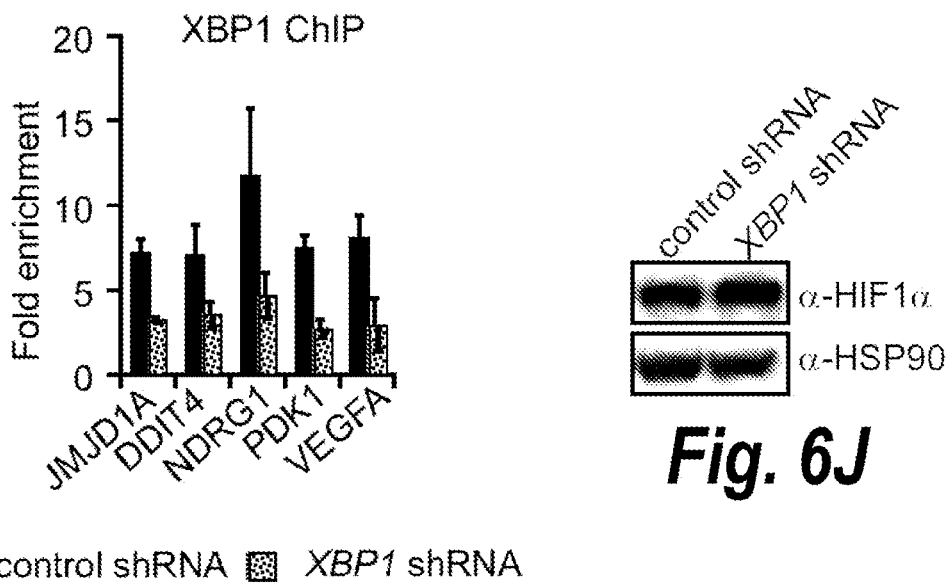 XBP1 ChIP
Fold enrichment
20
15
10
5
0
JMJD1A
DDIT4
NDRG1
PDK1
VEGFA
control shRNA
XBP1 shRNA
control shRNA
XBP1 shRNA
α-HIF1α
α-HSP90
Fig. 6J